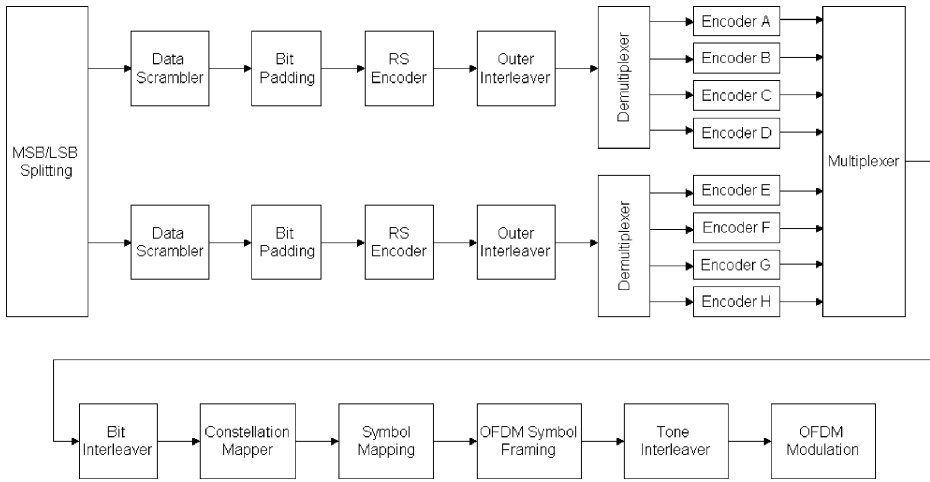 MSB/LSB
Splitting
Data
Scrambler
Bit
Padding
RS
Encoder
Outer
Interleaver
Demultiplexer
Encoder A
Encoder B
Encoder C
Encoder D
Data
Scrambler
Bit
Padding
RS
Encoder
Outer
Interleaver
Demultiplexer
Encoder E
Encoder F
Encoder G
Encoder H
Multiplexer
Bit
Interleaver
Constellation
Mapper
Symbol
Mapping
OFDM Symbol
Framing
Tone
Interleaver
OFDM
Modulation